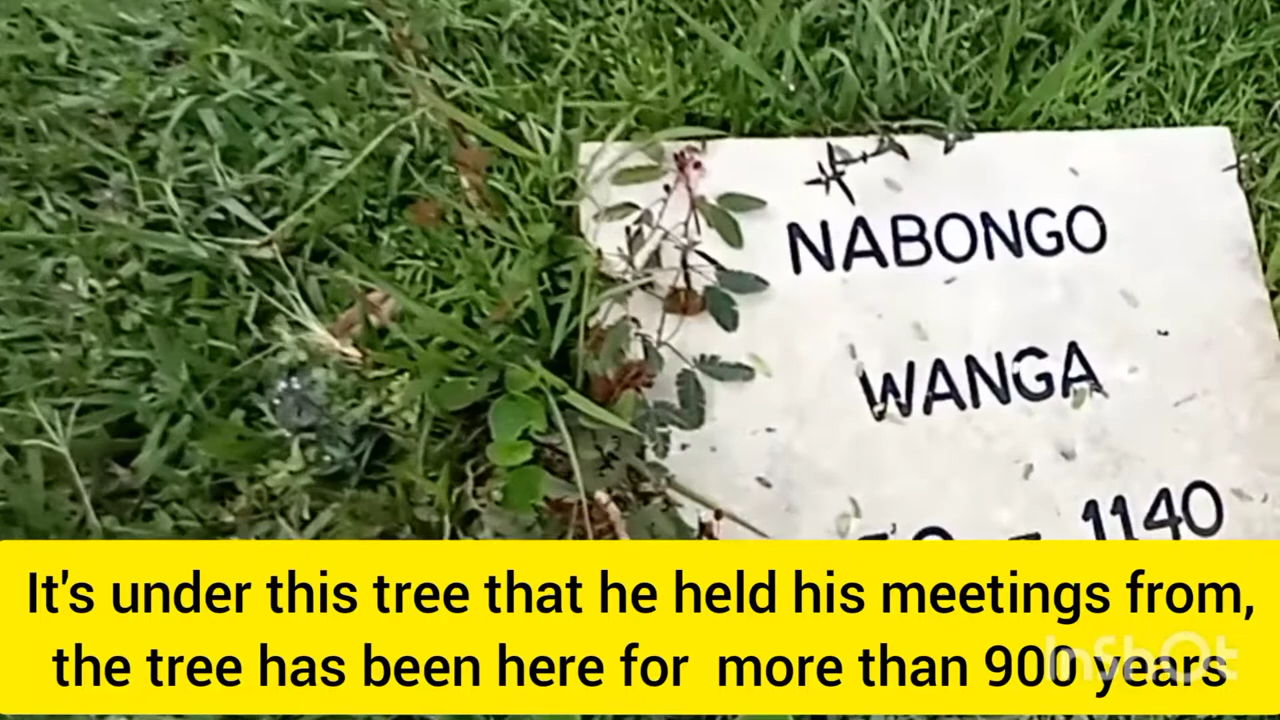 NABONGO
WANGA
- 1140
It's under this tree that he held his meetings from,
the tree has been here for more than 900 years
InShOt